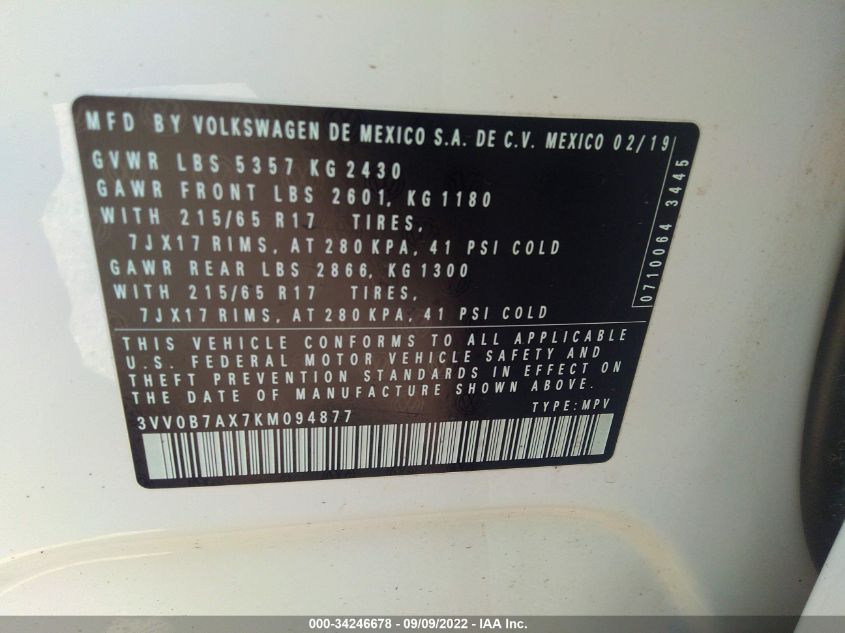 MFD BY VOLKSWAGEN DE MEXICO S.A. DE C.V. MEXICO 02/19
GVWR LBS 5357 KG 2430
GAWR FRONT LBS 2601, KG 1180
WITH 215/65 R17 TIRES,
7JX17 RIMS, AT 280 KPA, 41 PSI COLD
GAWR REAR LBS 2866, KG 1300
WITH 215/65 R17 TIRES,
7JX17 RIMS, AT 280 KPA, 41 PSI COLD
0710064 3445
THIS VEHICLE CONFORMS TO ALL APPLICABLE
U.S. FEDERAL MOTOR VEHICLE SAFETY AND
THEFT PREVENTION STANDARDS IN EFFECT ON
THE DATE OF MANUFACTURE SHOWN ABOVE.
3VV0B7AX7KM094877 TYPE: MPV
000-34246678 - 09/09/2022 - IAA Inc.